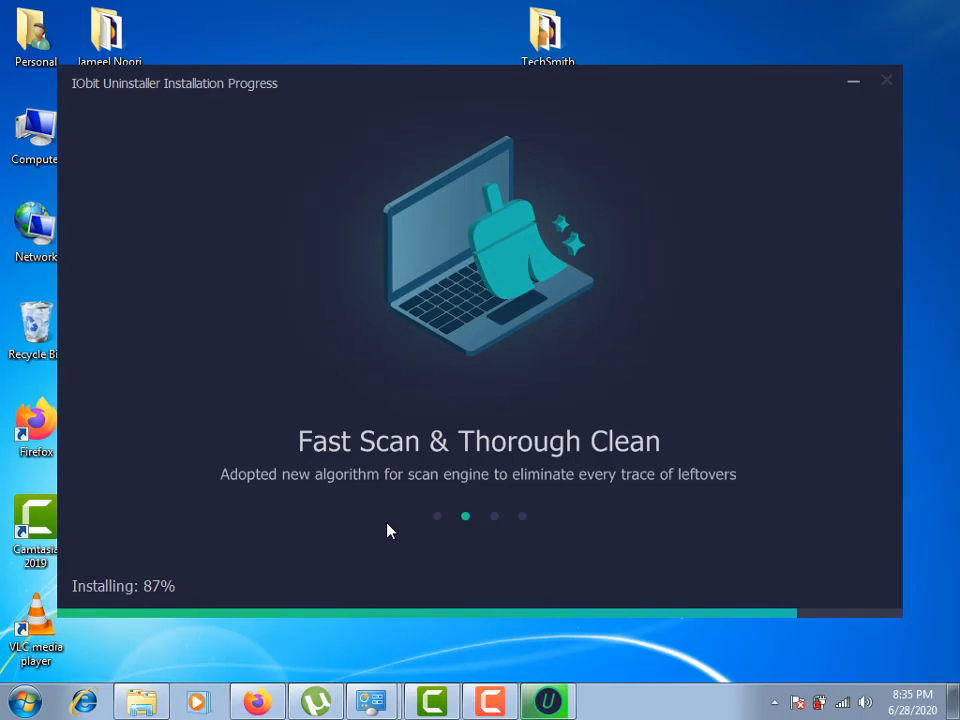 Personal
Jameel Noori
TechSmith
IObit Uninstaller Installation Progress
Compute
Network
Recycle Bi
Firefox
Camtasia
2019
VLC media
player
Fast Scan & Thorough Clean
Adopted new algorithm for scan engine to eliminate every trace of leftovers
Installing: 87%
8:35 PM
6/28/2020